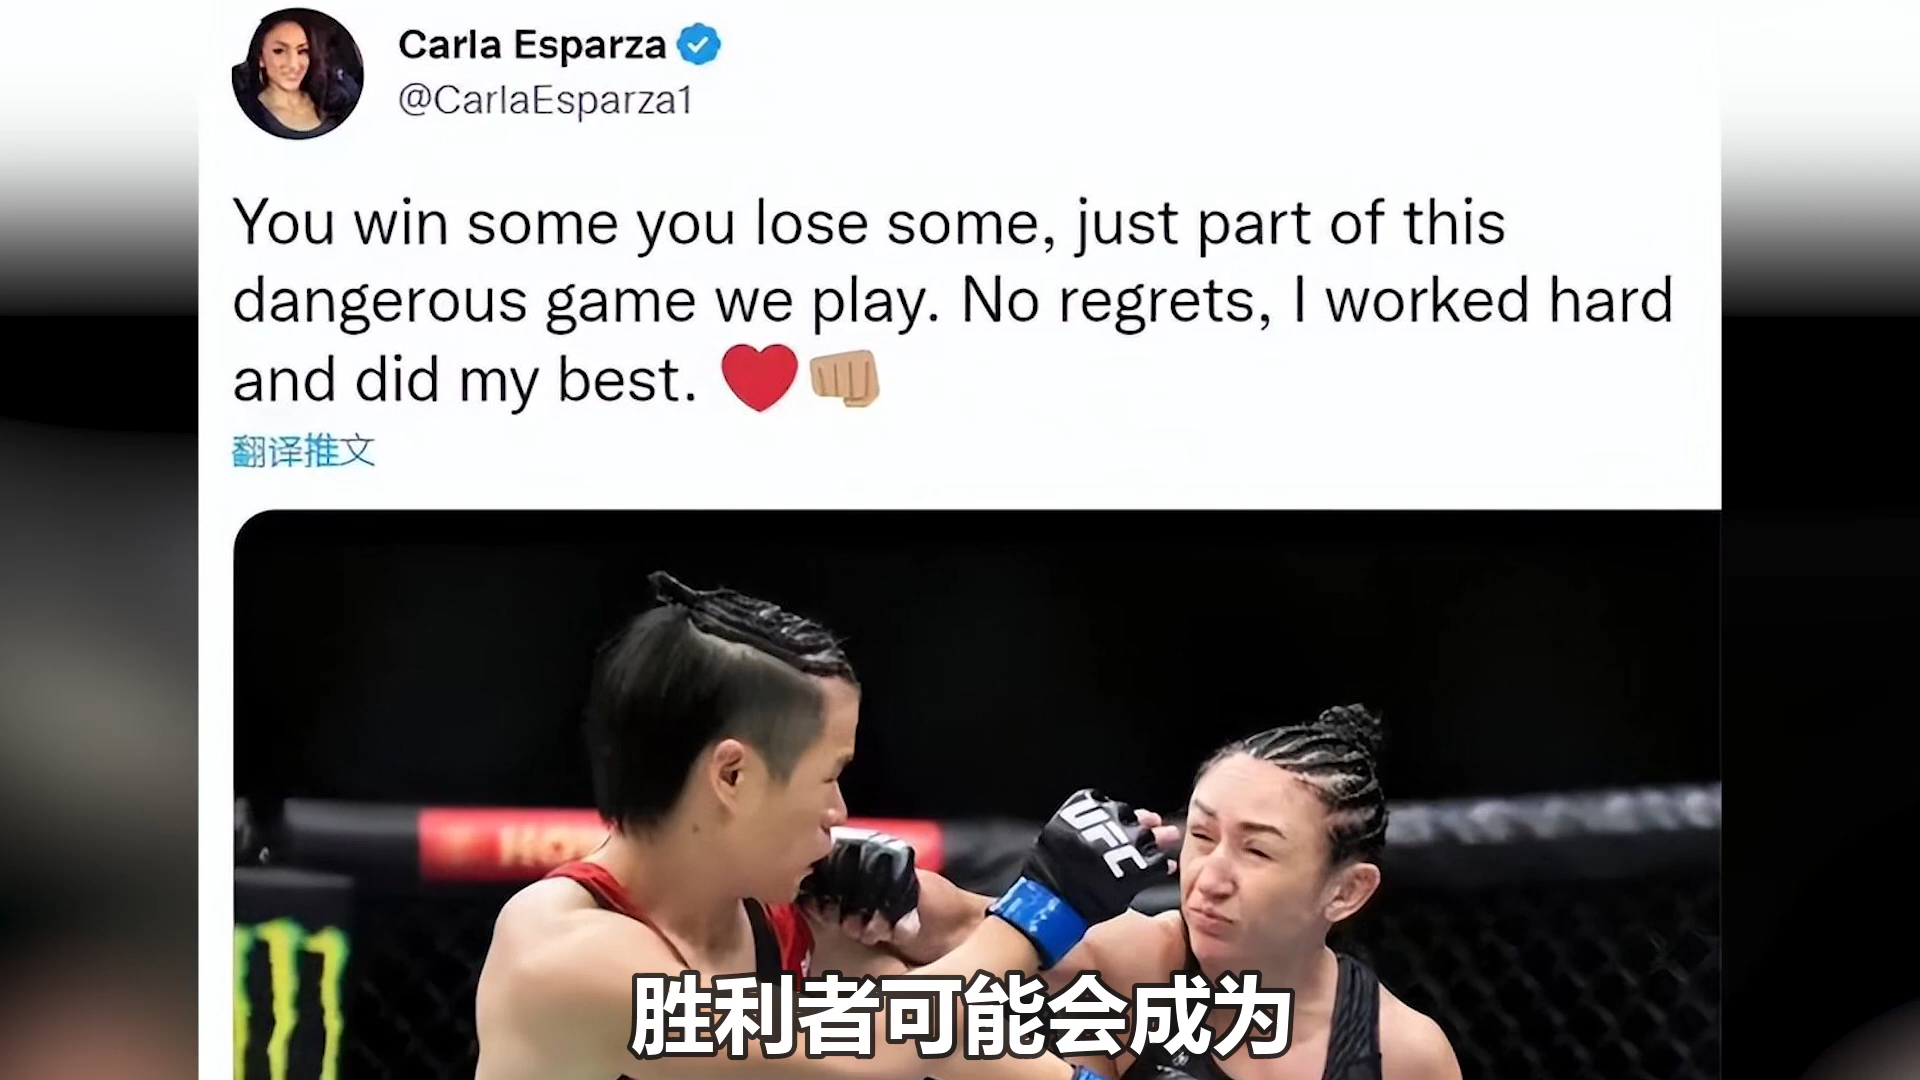 Carla Esparza
@CarlaEsparza1
You win some you lose some, just part of this
dangerous game we play. No regrets, I worked hard
and did my best. ❤️👊🏼
翻译推文
UFC
胜利者可能会成为